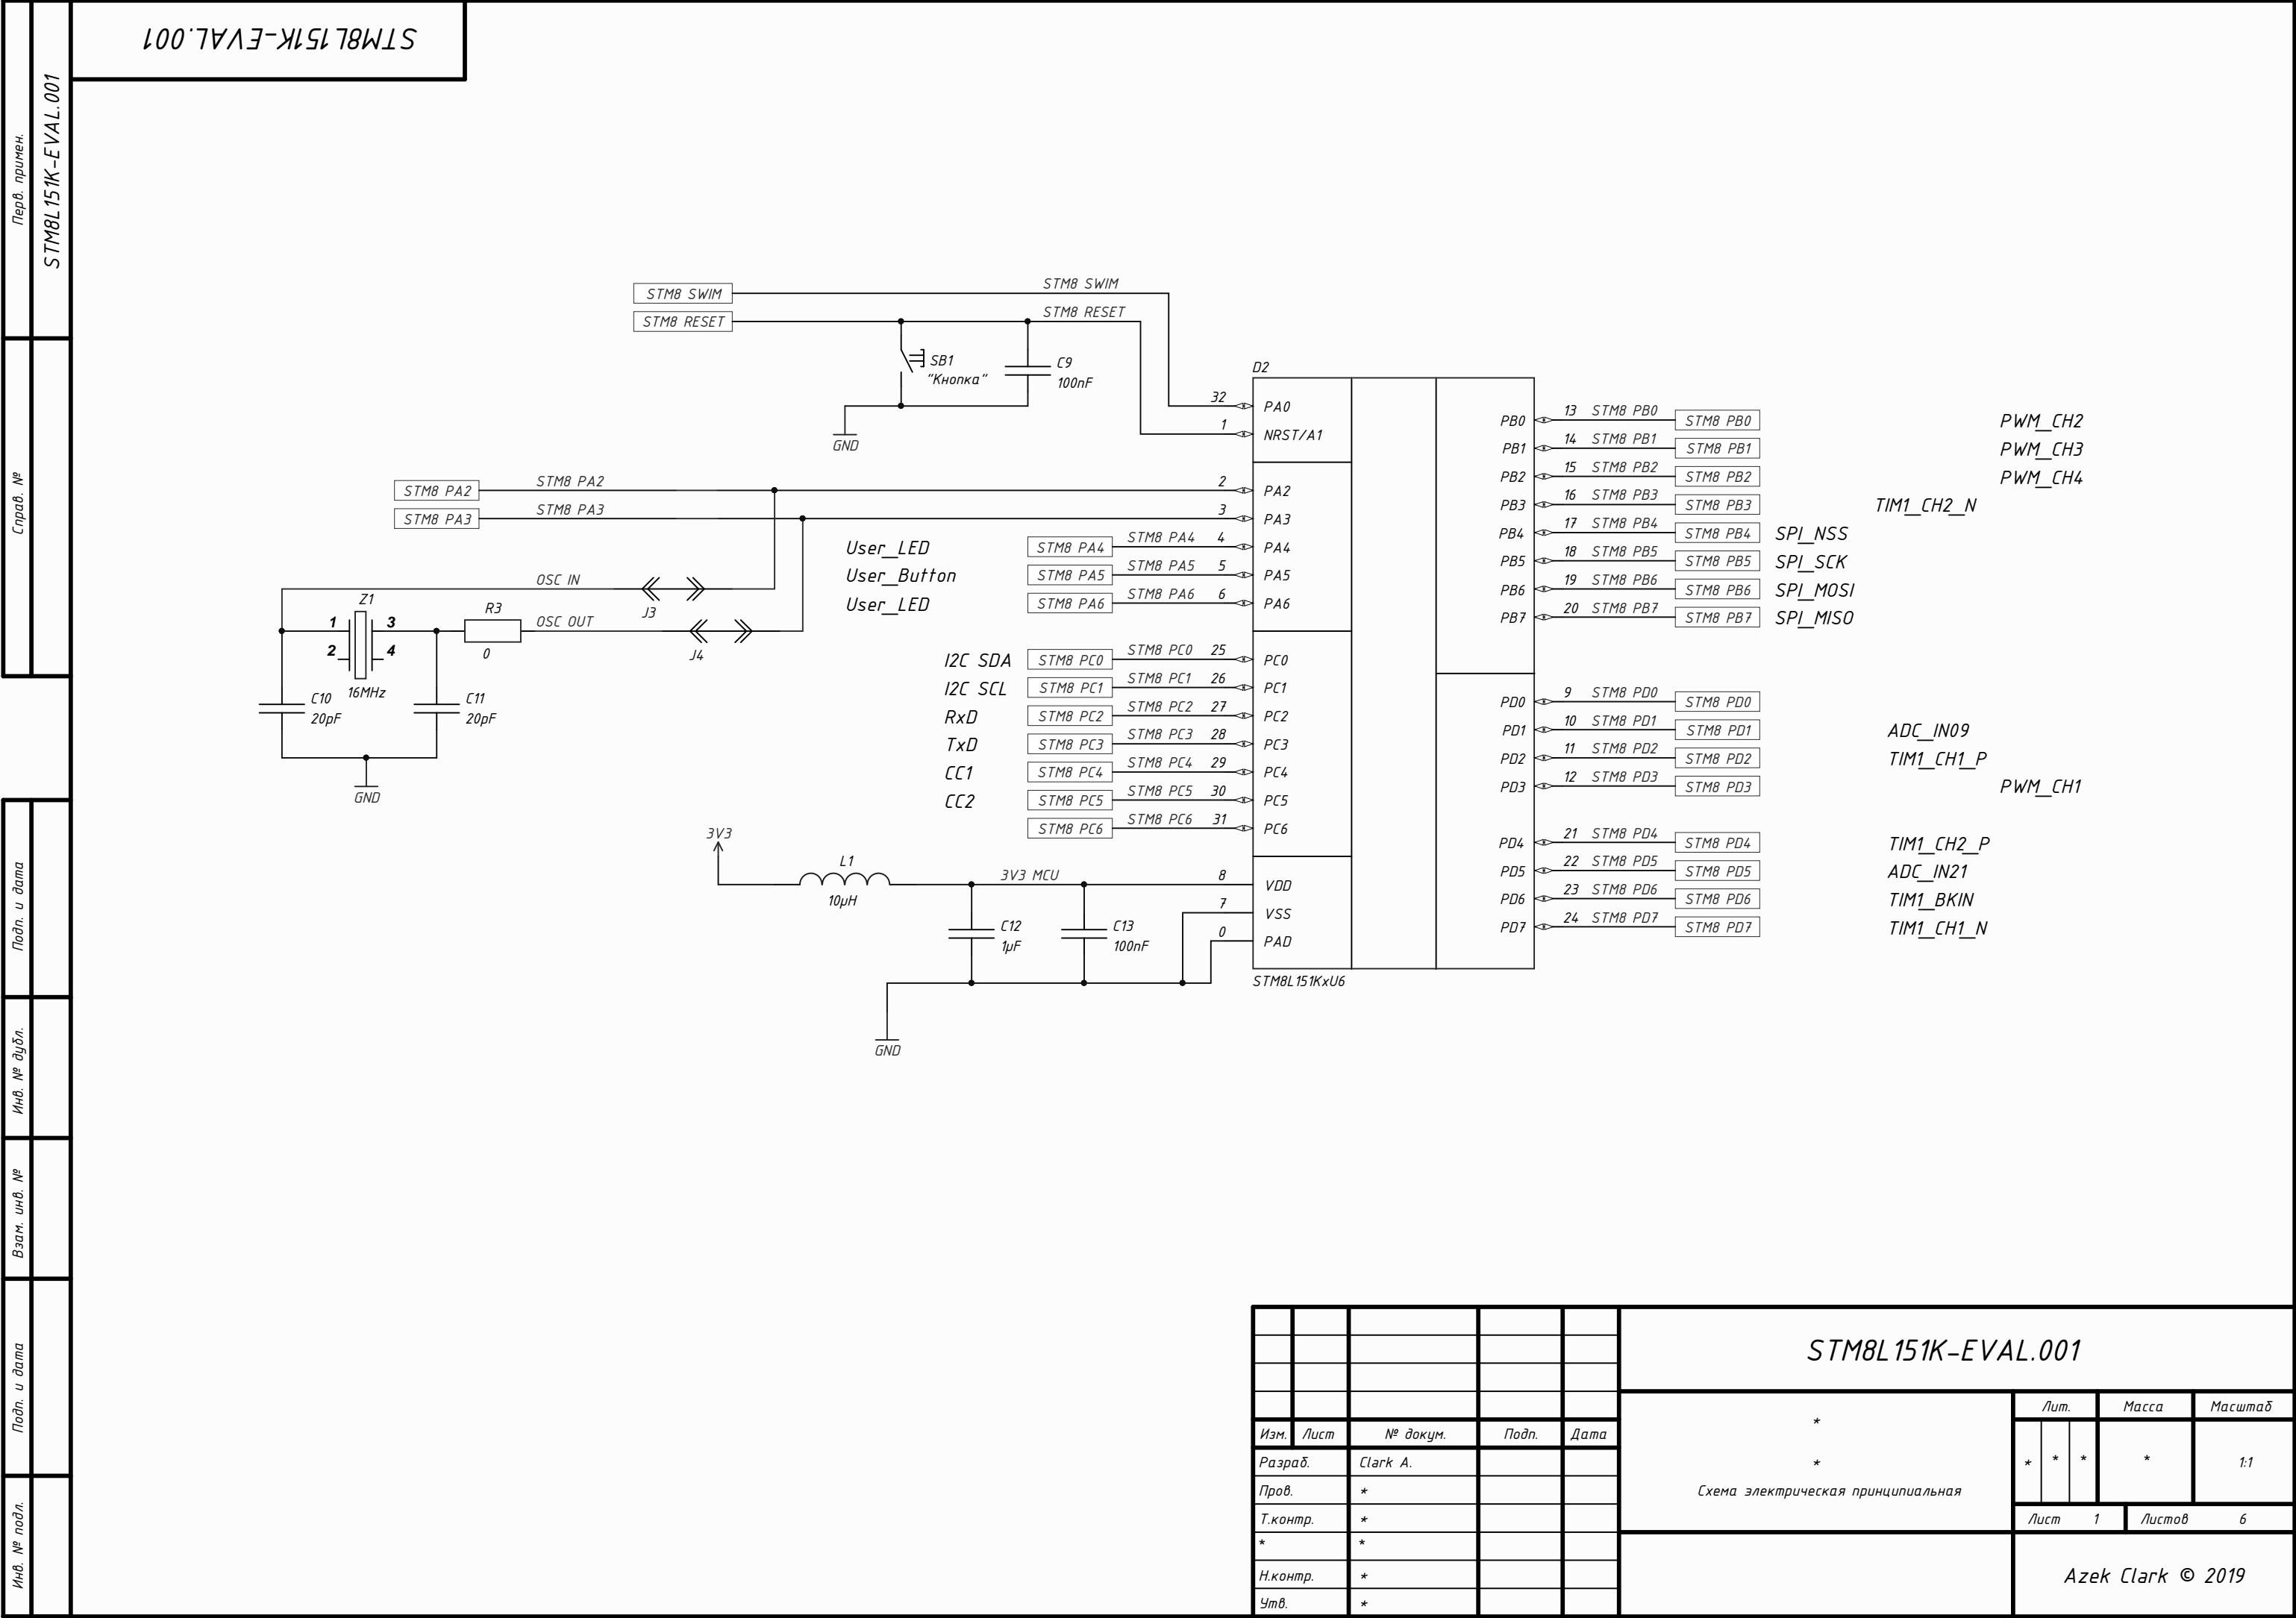 STM8L151K-EVAL.001
Перв. примен.
STM8L151K-EVAL.001
Справ. №
Подп. и дата
Инв. № дубл.
Взам. инв. №
Подп. и дата
Инв. № подл.
STM8 SWIM
STM8 SWIM
STM8 RESET
STM8 RESET
SB1
"Кнопка"
C9
100nF
GND
STM8 PA2
STM8 PA2
STM8 PA3
STM8 PA3
OSC IN
J3
Z1
1
3
2
4
16MHz
R3
0
OSC OUT
J4
C10
20pF
C11
20pF
GND
D2
32
PA0
1
NRST/A1
2
PA2
3
PA3
User_LED
STM8 PA4
STM8 PA4
4
PA4
User_Button
STM8 PA5
STM8 PA5
5
PA5
User_LED
STM8 PA6
STM8 PA6
6
PA6
I2C SDA
STM8 PC0
STM8 PC0
25
PC0
I2C SCL
STM8 PC1
STM8 PC1
26
PC1
RxD
STM8 PC2
STM8 PC2
27
PC2
TxD
STM8 PC3
STM8 PC3
28
PC3
CC1
STM8 PC4
STM8 PC4
29
PC4
CC2
STM8 PC5
STM8 PC5
30
PC5
STM8 PC6
STM8 PC6
31
PC6
3V3
L1
10µH
3V3 MCU
8
VDD
7
VSS
0
PAD
C12
1µF
C13
100nF
GND
STM8L151KxU6
PB0
13
STM8 PB0
STM8 PB0
PWM_CH2
PB1
14
STM8 PB1
STM8 PB1
PWM_CH3
PB2
15
STM8 PB2
STM8 PB2
PWM_CH4
PB3
16
STM8 PB3
STM8 PB3
TIM1_CH2_N
PB4
17
STM8 PB4
STM8 PB4
SPI_NSS
PB5
18
STM8 PB5
STM8 PB5
SPI_SCK
PB6
19
STM8 PB6
STM8 PB6
SPI_MOSI
PB7
20
STM8 PB7
STM8 PB7
SPI_MISO
PD0
9
STM8 PD0
STM8 PD0
PD1
10
STM8 PD1
STM8 PD1
ADC_IN09
PD2
11
STM8 PD2
STM8 PD2
TIM1_CH1_P
PD3
12
STM8 PD3
STM8 PD3
PWM_CH1
PD4
21
STM8 PD4
STM8 PD4
TIM1_CH2_P
PD5
22
STM8 PD5
STM8 PD5
ADC_IN21
PD6
23
STM8 PD6
STM8 PD6
TIM1_BKIN
PD7
24
STM8 PD7
STM8 PD7
TIM1_CH1_N
STM8L151K-EVAL.001
Изм. Лист № докум. Подп. Дата
Разраб. Clark A.
Пров. *
Т.контр. *
* *
Н.контр. *
Утв. *
*
*
Схема электрическая принципиальная
Лит. Масса Масштаб
* * * * 1:1
Лист 1 Листов 6
Azek Clark © 2019